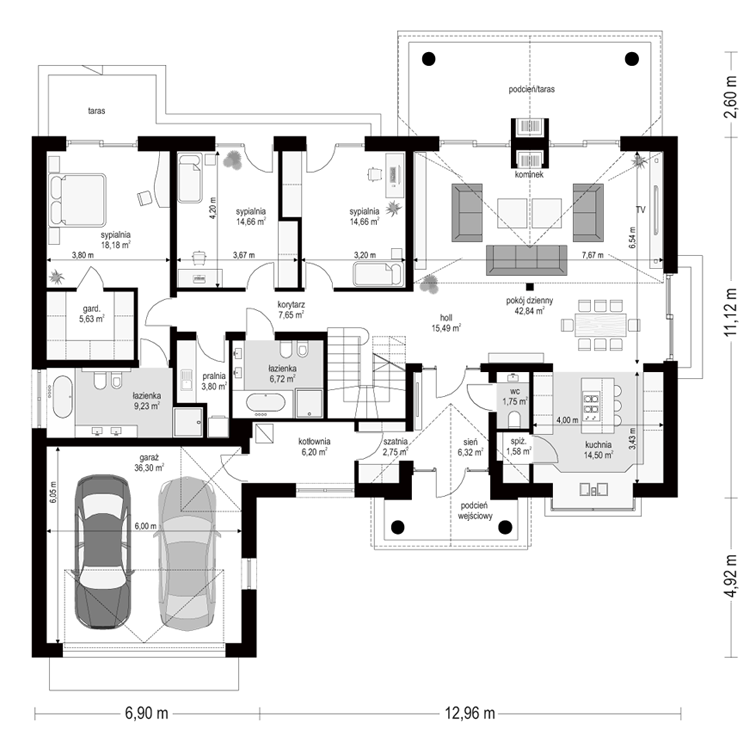 podcień/taras
taras
2,60 m
kominek
sypialnia
14,66 m²
4,20 m
3,67 m
sypialnia
14,66 m²
3,20 m
sypialnia
18,18 m²
3,80 m
TV
6,54 m
7,67 m
gard.
5,63 m²
korytarz
7,65 m²
holl
15,49 m²
pokój dzienny
42,84 m²
11,12 m
łazienka
9,23 m²
pralnia
3,80 m²
łazienka
6,72 m²
wc
1,75 m²
4,00 m
3,43 m
kuchnia
14,50 m²
garaż
36,30 m²
6,05 m
6,00 m
kotłownia
6,20 m²
szatnia
2,75 m²
sień
6,32 m²
spiż.
1,58 m²
podcień
wejściowy
4,92 m
6,90 m
12,96 m